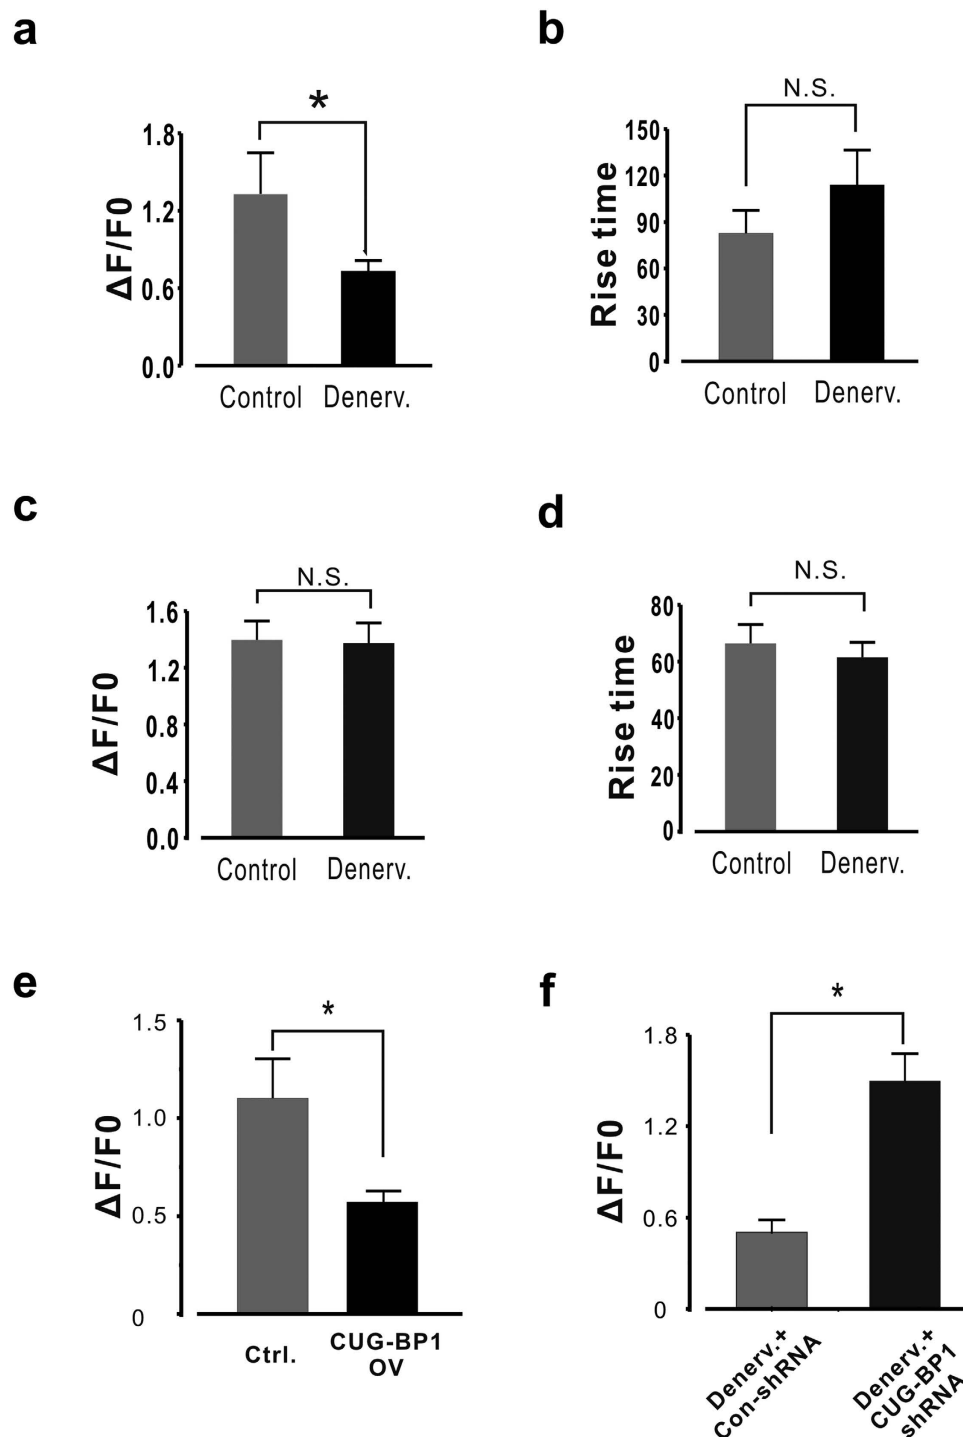 a
*
1.8
1.2
0.6
0.0
ΔF/F0
Control Denerv.
b
N.S.
150
120
90
60
30
0
Rise time
Control Denerv.
c
N.S.
1.6
1.2
0.8
0.4
0.0
ΔF/F0
Control Denerv.
d
N.S.
80
60
40
20
0
Rise time
Control Denerv.
e
*
1.5
1.0
0.5
0
ΔF/F0
Ctrl.
CUG-BP1
OV
f
*
1.8
1.2
0.6
0
ΔF/F0
Denerv.+
Con-shRNA
Denerv.+
CUG-BP1
shRNA